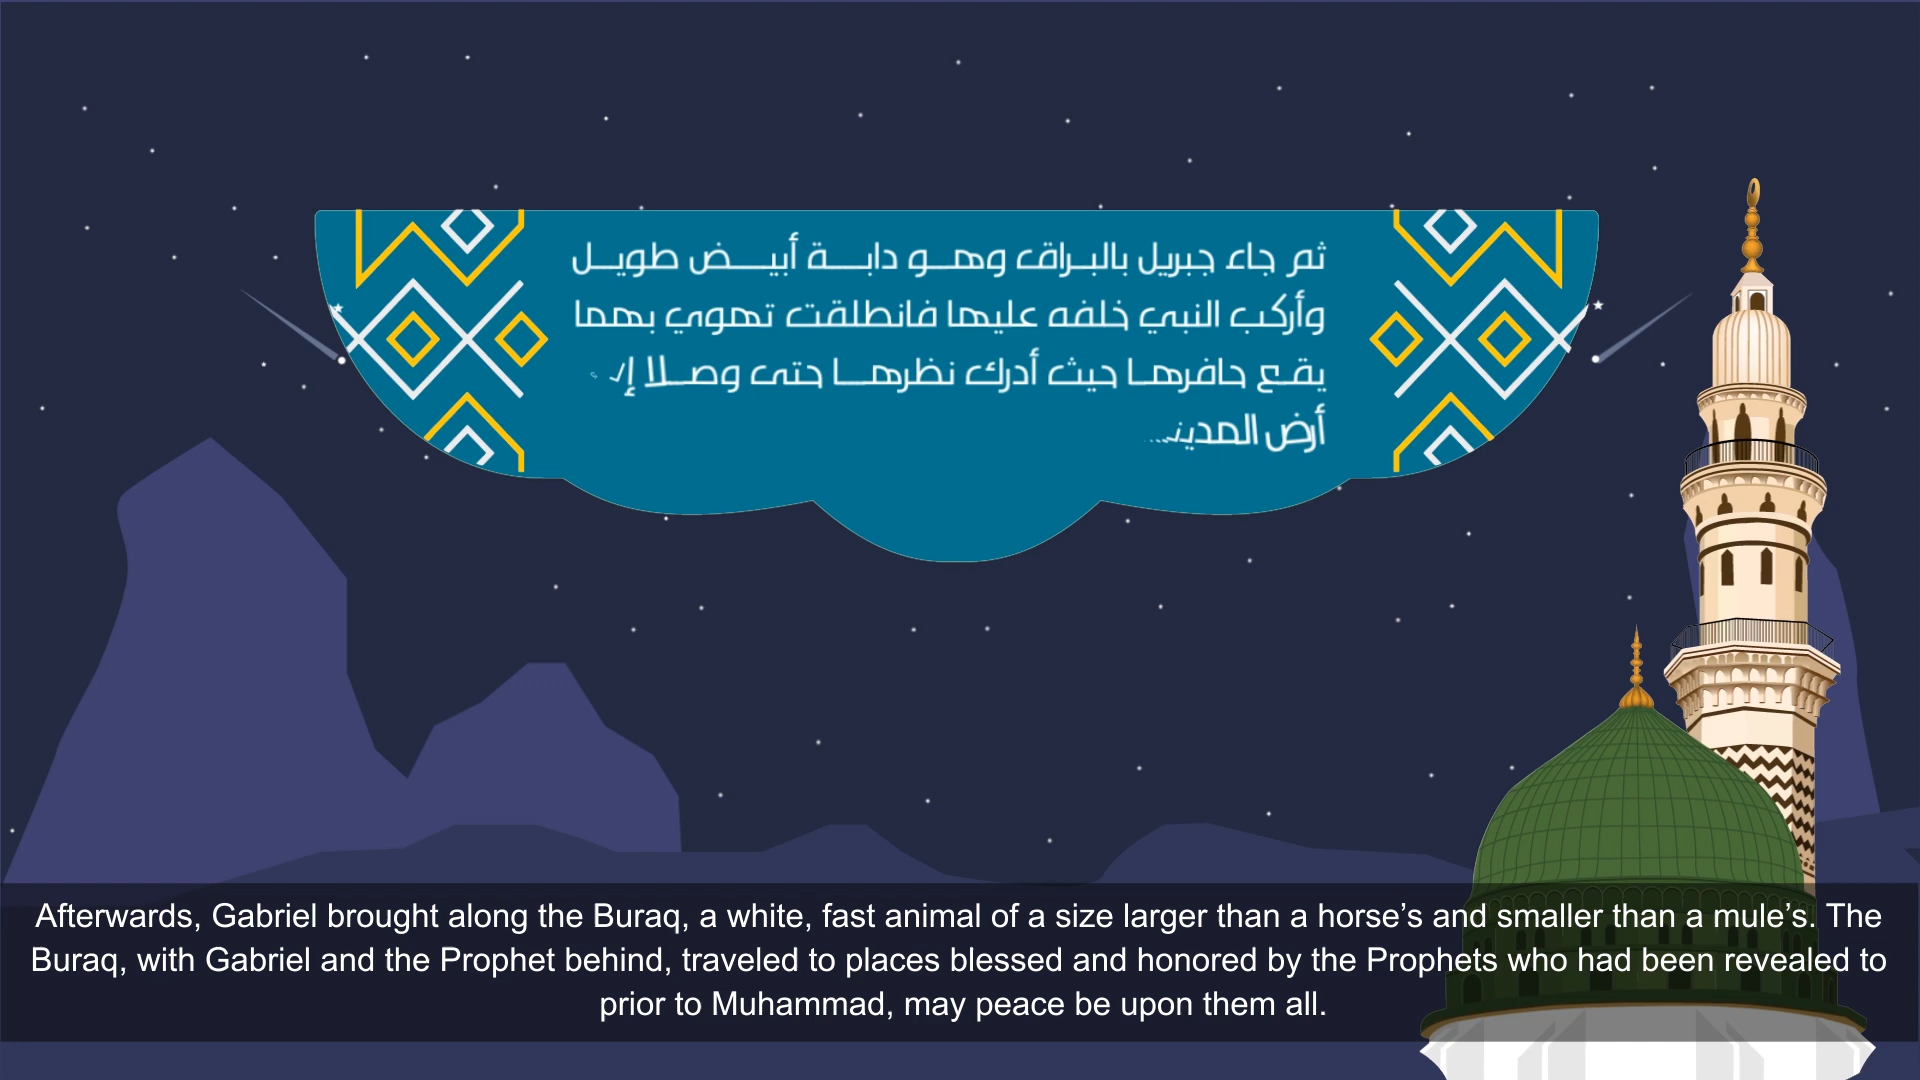 ثم جاء جبريل بالبراق وهو دابة أبيض طويل
وأركب النبي خلفه عليها فانطلقت تهوي بهما
يقع حافرها حيث أدرك نظرها حتى وصلا
أرض
Afterwards, Gabriel brought along the Buraq, a white, fast animal of a size larger than a horse’s and smaller than a mule’s. The
Buraq, with Gabriel and the Prophet behind, traveled to places blessed and honored by the Prophets who had been revealed to
prior to Muhammad, may peace be upon them all.